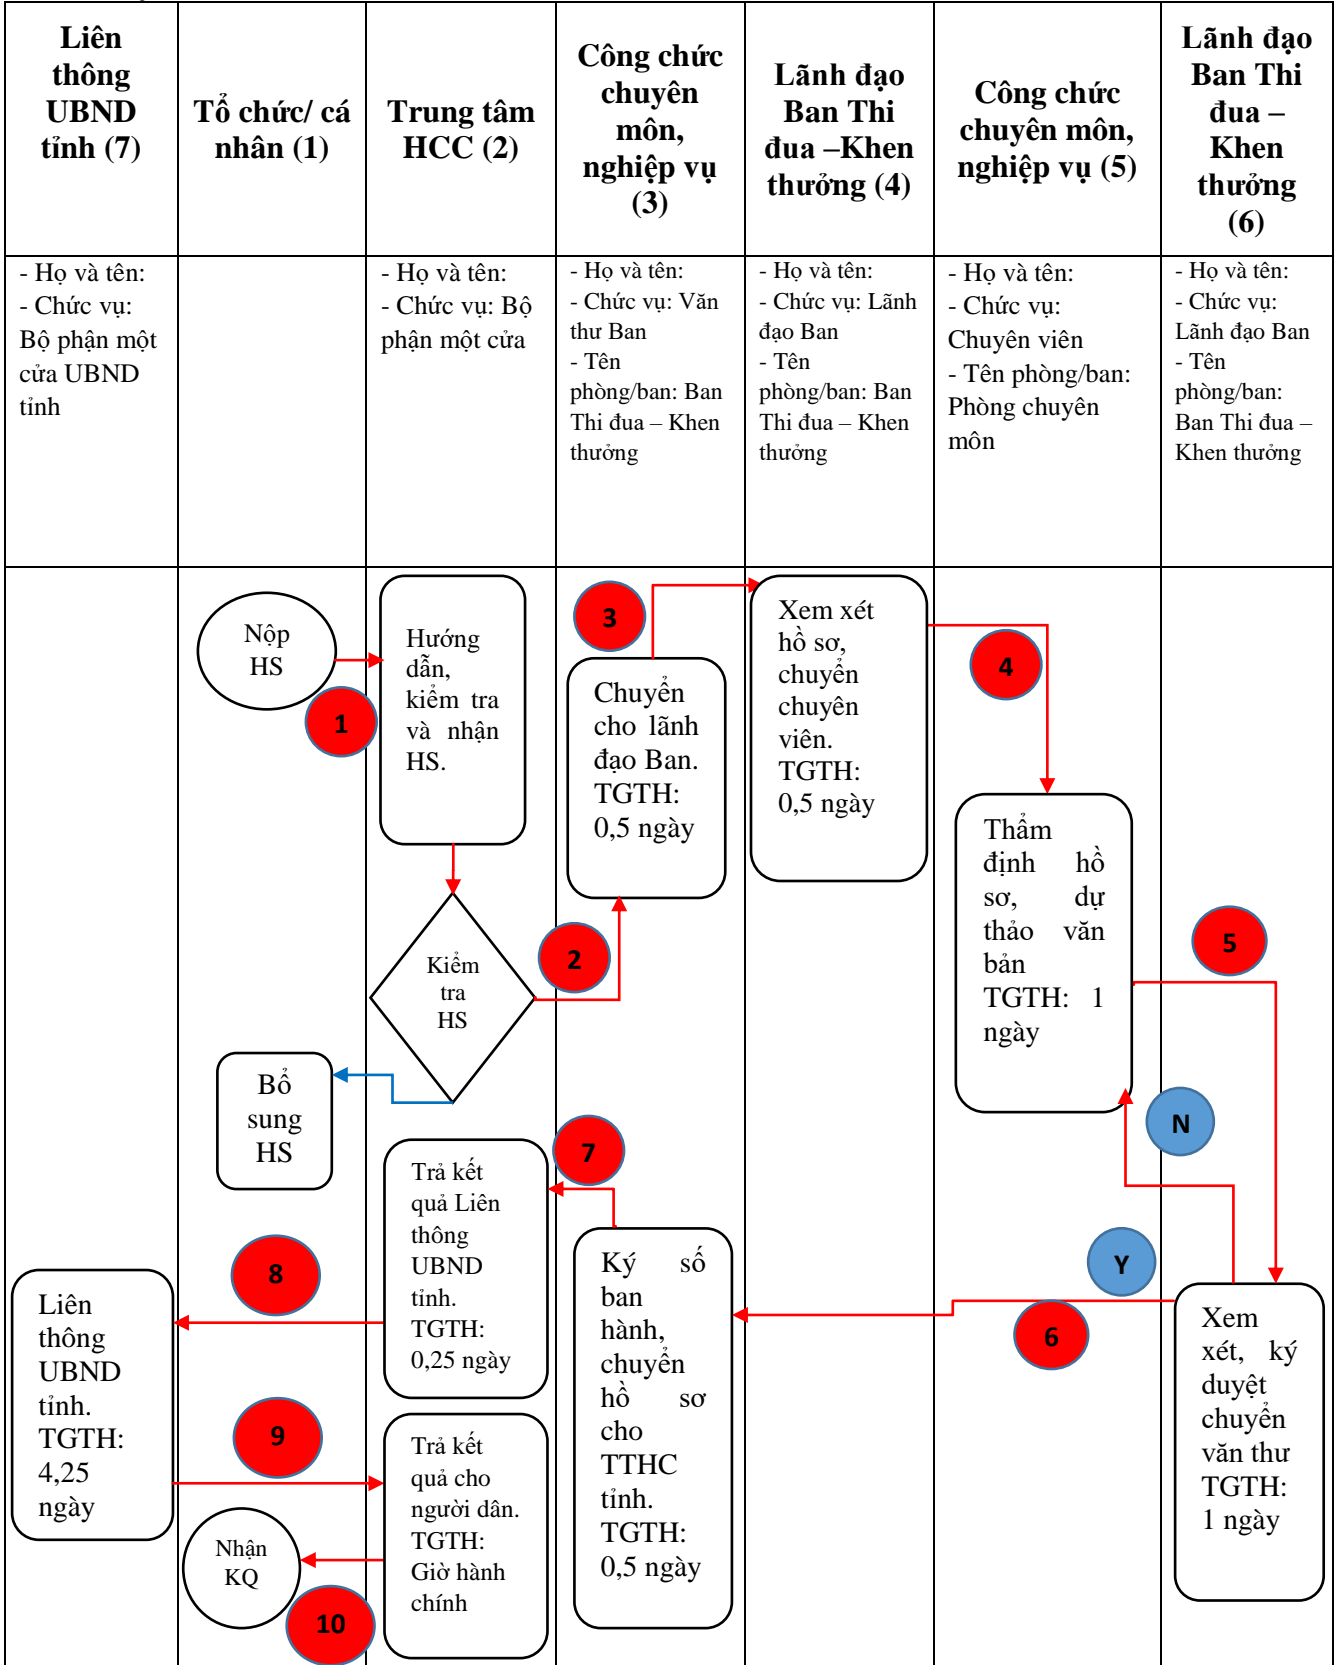 Liên
thông
UBND
tỉnh (7)
Tổ chức/ cá
nhân (1)
Trung tâm
HCC (2)
Công chức
chuyên
môn,
nghiệp vụ
(3)
Lãnh đạo
Ban Thi
đua –Khen
thưởng (4)
Công chức
chuyên môn,
nghiệp vụ (5)
Lãnh đạo
Ban Thi
đua –
Khen
thưởng
(6)
- Họ và tên:
- Chức vụ:
Bộ phận một
cửa UBND
tỉnh
- Họ và tên:
- Chức vụ: Bộ
phận một cửa
- Họ và tên:
- Chức vụ: Văn
thư Ban
- Tên
phòng/ban: Ban
Thi đua – Khen
thưởng
- Họ và tên:
- Chức vụ: Lãnh
đạo Ban
- Tên
phòng/ban: Ban
Thi đua – Khen
thưởng
- Họ và tên:
- Chức vụ:
Chuyên viên
- Tên phòng/ban:
Phòng chuyên
môn
- Họ và tên:
- Chức vụ:
Lãnh đạo Ban
- Tên
phòng/ban:
Ban Thi đua –
Khen thưởng
Nộp
HS
1
Hướng
dẫn,
kiểm tra
và nhận
HS.
Kiểm
tra
HS
Bổ
sung
HS
2
Chuyển
cho lãnh
đạo Ban.
TGTH:
0,5 ngày
3
Xem xét
hồ sơ,
chuyển
chuyên
viên.
TGTH:
0,5 ngày
4
Thẩm
định hồ
sơ, dự
thảo văn
bản
TGTH: 1
ngày
5
N
Y
Xem
xét, ký
duyệt
chuyển
văn thư
TGTH:
1 ngày
6
Ký số
ban
hành,
chuyển
hồ sơ
cho
TTHC
tỉnh.
TGTH:
0,5 ngày
7
Trả kết
quả Liên
thông
UBND
tỉnh.
TGTH:
0,25 ngày
8
Liên
thông
UBND
tỉnh.
TGTH:
4,25
ngày
9
Trả kết
quả cho
người dân.
TGTH:
Giờ hành
chính
10
Nhận
KQ